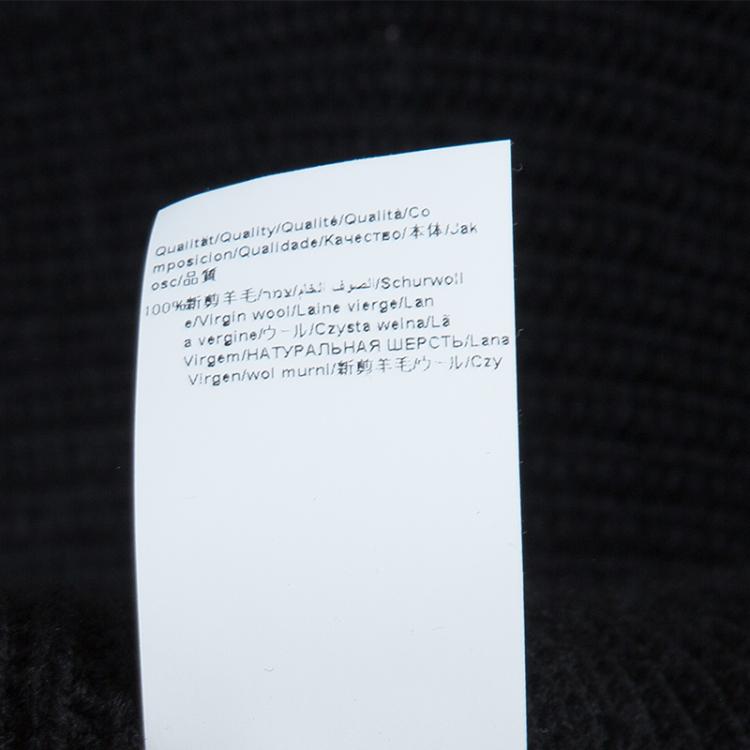 Qualität/Quality/Qualité/Qualità/Co
mposicion/Qualidade/Качество/本体/Jak
osc/品質
100%新剪羊毛/צמר/الصوف الخام/Schurwoll
e/Virgin wool/Laine vierge/Lan
a vergine/ウール/Czysta welna/Lã
Virgem/НАТУРАЛЬНАЯ ШЕРСТЬ/Lana
Virgen/wol murni/新剪羊毛/ウール/Czy